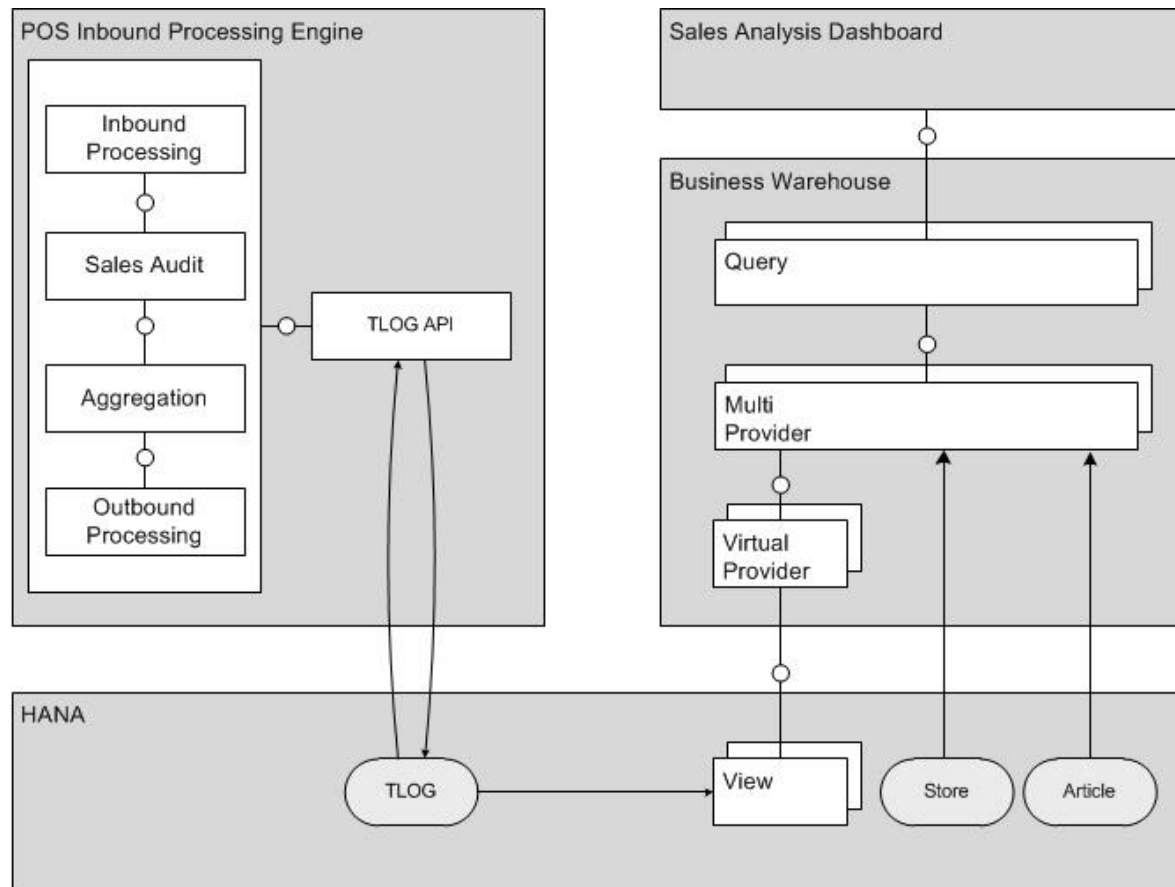 POS Inbound Processing Engine
Inbound
Processing
Sales Audit
Aggregation
Outbound
Processing
TLOG API
Sales Analysis Dashboard
Business Warehouse
Query
Multi
Provider
Virtual
Provider
HANA
TLOG
View
Store
Article